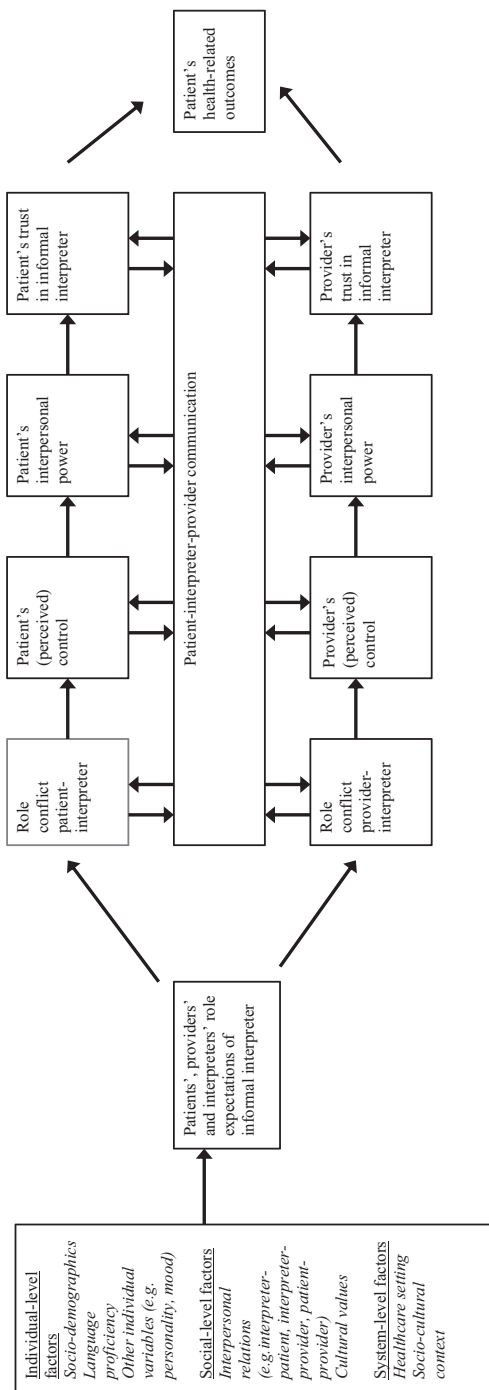 Individual-level
factors
Socio-demographics
Language
proficiency
Other individual
variables (e.g.
personality, mood)
Social-level factors
Interpersonal
relations
(e.g.interpreter-
patient, interpreter-
provider, patient-
provider)
Cultural values
System-level factors
Healthcare setting
Socio-cultural
context
Patients', providers'
and interpreters' role
expectations of
informal interpreter
Role
conflict
patient-
interpreter
Patient's
(perceived)
control
Patient's
interpersonal
power
Patient's trust
in informal
interpreter
Patient-interpreter-provider communication
Role
conflict
provider-
interpreter
Provider's
(perceived)
control
Provider's
interpersonal
power
Provider's
trust in
informal
interpreter
Patient's
health-related
outcomes